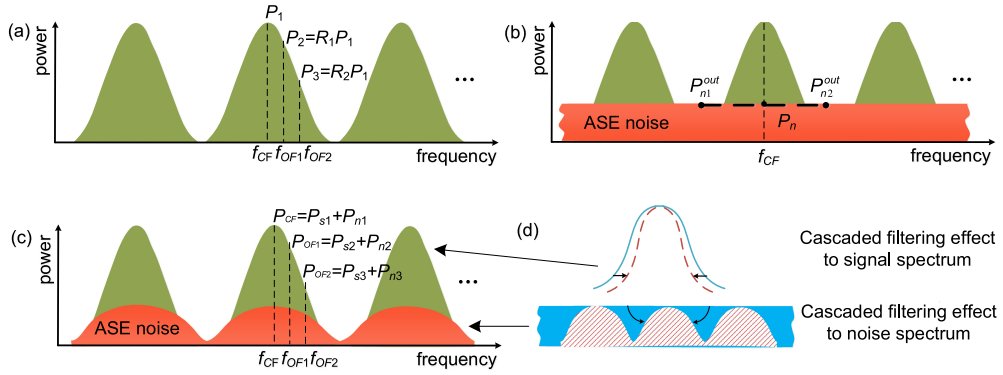 (a)
power
P1
P2=R1P1
P3=R2P1
...
fCF fOF1 fOF2
frequency
(b)
power
P^out_n1
P^out_n2
...
ASE noise
Pn
fCF
frequency
(c)
power
PCF=Ps1+Pn1
POF1=Ps2+Pn2
POF2=Ps3+Pn3
...
ASE noise
fCF fOF1 fOF2
frequency
(d)
Cascaded filtering effect
to signal spectrum
Cascaded filtering effect
to noise spectrum